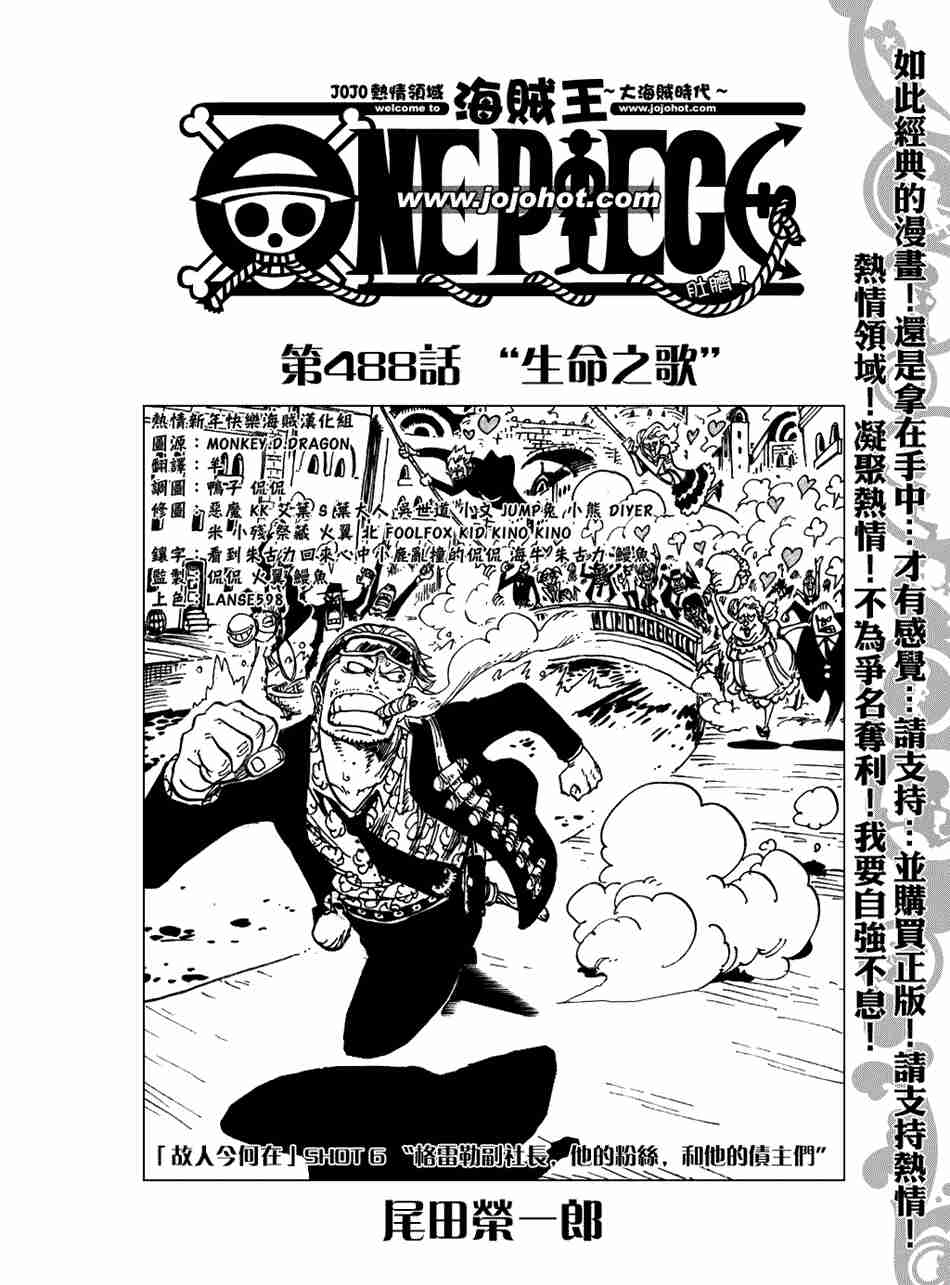 JOJO熱情領域 海賊王 ~大海賊時代~
welcome to www.jojohot.com
ONE PIECE
www.jojohot.com
肚臍!
第488話 “生命之歌”
熱情新年快樂海賊漢化組
圖源：MONKEY.D.DRAGON
翻譯：羊
調圖：鴨子 侃侃
修圖：惡魔 KK 艾葉 S 漢大人 吳世道 小文 JUMP兔 小熊 DIYER
米 小殘 祭藏 火翼 北 FOOLFOX KID KINO KINO
鑲字：看到朱古力回來心中小鹿亂撞的侃侃 海牛 朱古力 鰻魚
監製：侃侃 火翼 鰻魚
上色：LANSE598
「故人今何在」SHOT 6 “格雷勒副社長，他的粉絲，和他的債主們”
尾田榮一郎
如此經典的漫畫！還是拿在手中…才有感覺…請支持…並購買正版！請支持熱情！
熱情領域！凝聚熱情！不為爭名奪利！我要自強不息！